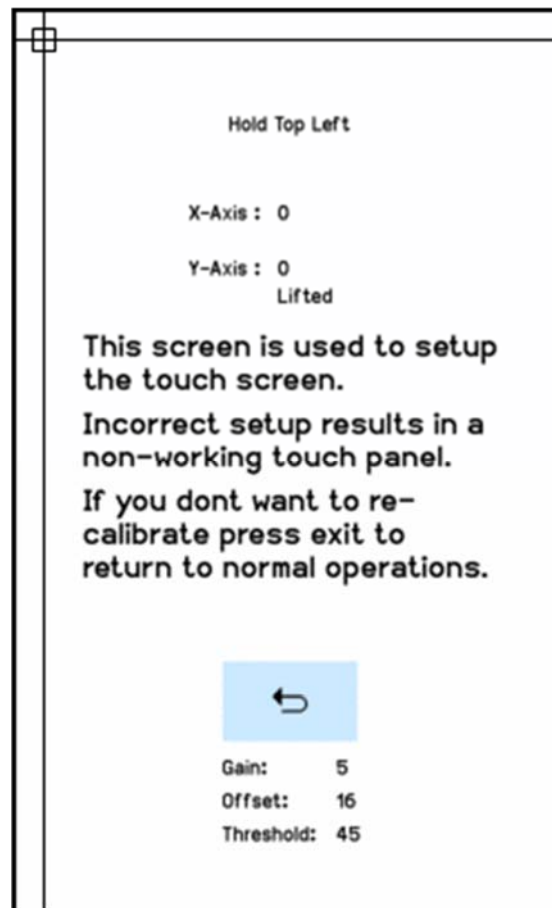 Hold Top Left
X-Axis : 0
Y-Axis : 0
Lifted
This screen is used to setup
the touch screen.
Incorrect setup results in a
non-working touch panel.
If you dont want to re-
calibrate press exit to
return to normal operations.
Gain: 5
Offset: 16
Threshold: 45